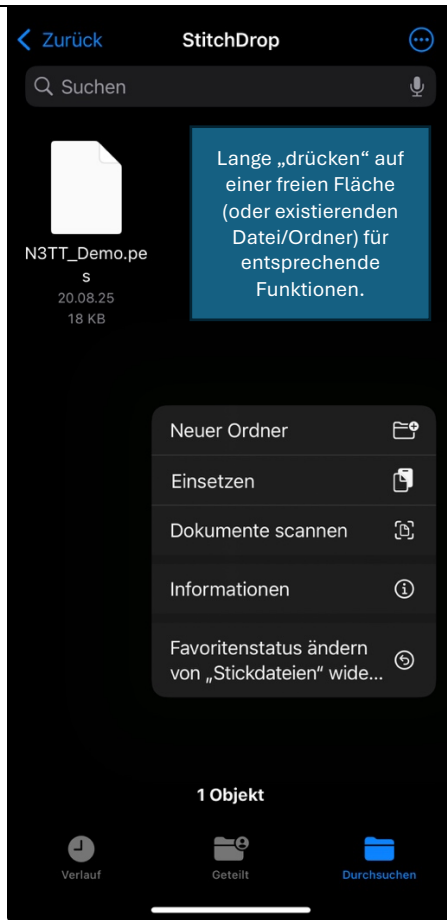 Zurück
StitchDrop
Suchen
Lange „drücken“ auf
einer freien Fläche
(oder existierenden
Datei/Ordner) für
entsprechende
Funktionen.
N3TT_Demo.pe
s
20.08.25
18 KB
Neuer Ordner
Einsetzen
Dokumente scannen
Informationen
Favoritenstatus ändern
von „Stickdateien“ wide...
1 Objekt
Verlauf
Geteilt
Durchsuchen